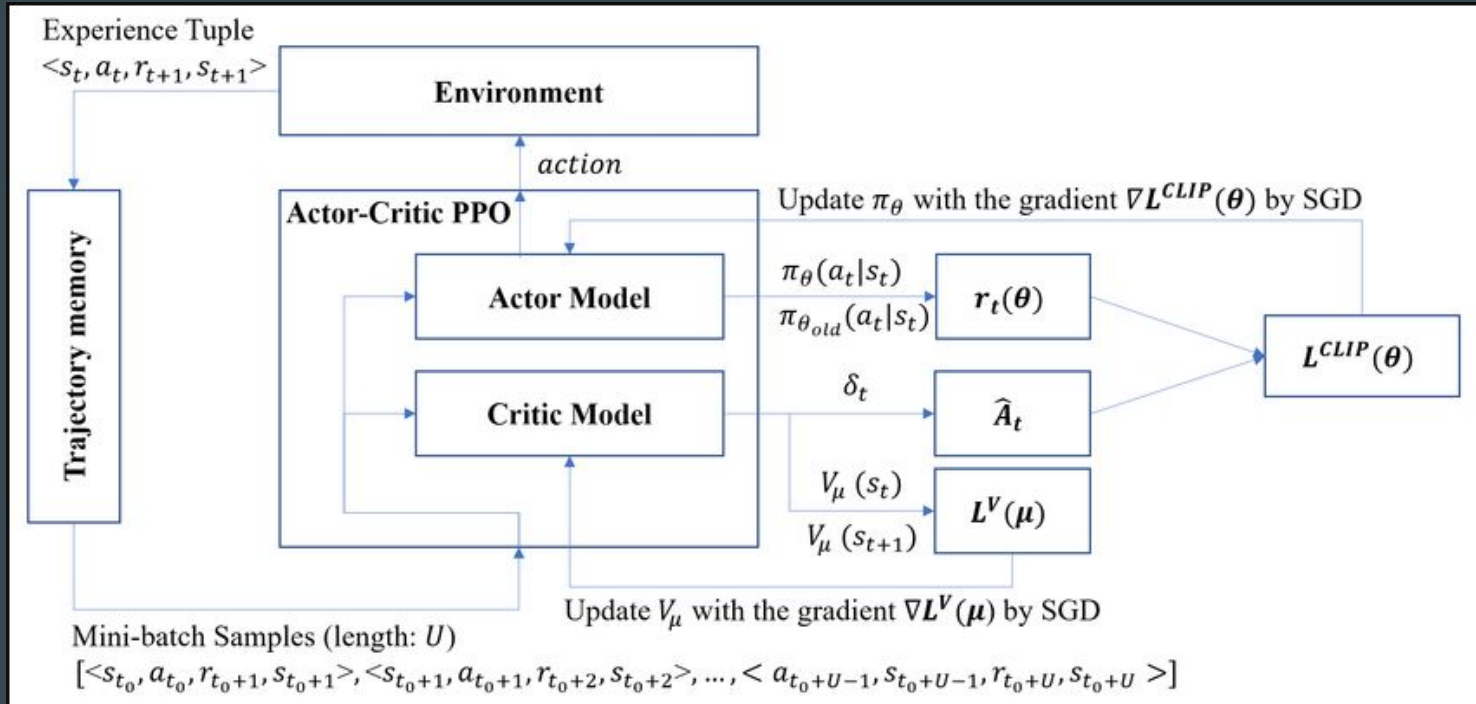 Experience Tuple
<s_t, a_t, r_{t+1}, s_{t+1}>
Environment
action
Actor-Critic PPO
Update π_θ with the gradient ∇L^{CLIP}(θ) by SGD
Trajectory memory
Actor Model
π_θ(a_t|s_t)
π_{θ_{old}}(a_t|s_t)
r_t(θ)
L^{CLIP}(θ)
Critic Model
δ_t
Â_t
V_μ (s_t)
V_μ (s_{t+1})
L^V(μ)
Update V_μ with the gradient ∇L^V(μ) by SGD
Mini-batch Samples (length: U)
[<s_{t_0}, a_{t_0}, r_{t_0+1}, s_{t_0+1}>, <s_{t_0+1}, a_{t_0+1}, r_{t_0+2}, s_{t_0+2}>, ..., < a_{t_0+U-1}, s_{t_0+U-1}, r_{t_0+U}, s_{t_0+U} >]